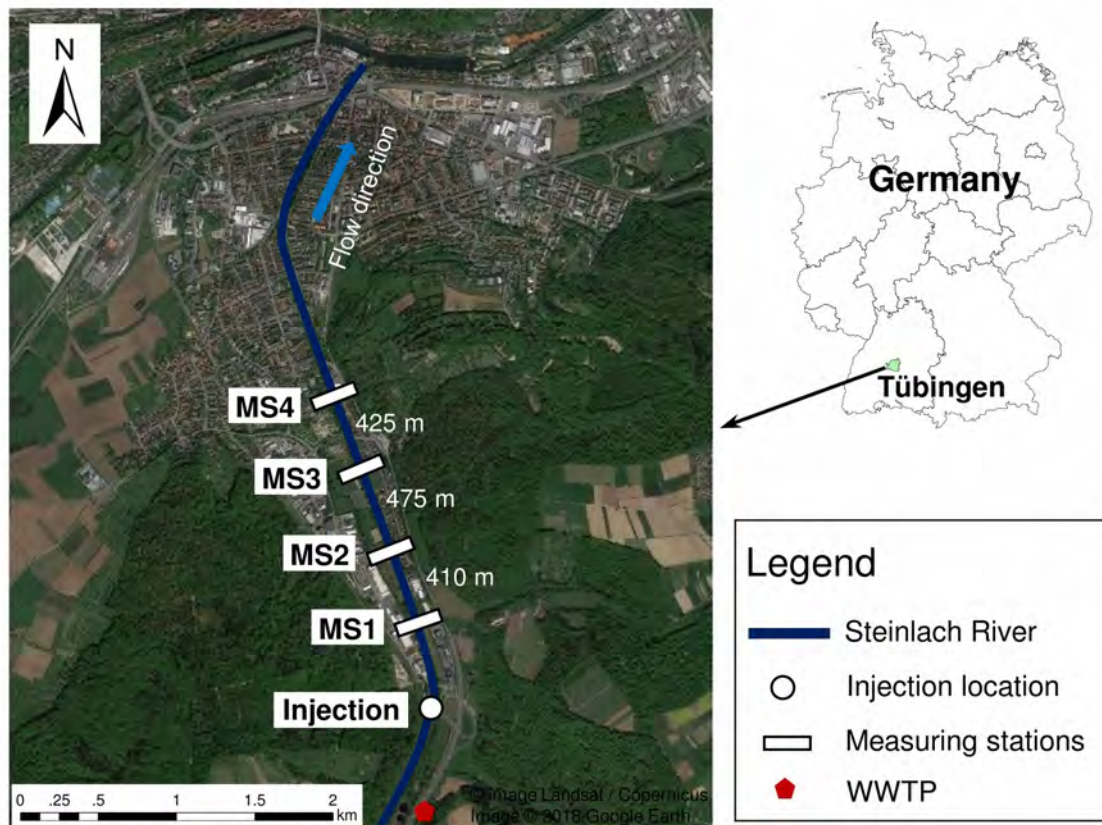 N
Flow direction
MS4
425 m
MS3
475 m
MS2
410 m
MS1
Injection
0 .25 .5 1 1.5 2
km
© Image Landsat / Copernicus
Image © 2018 Google Earth
Germany
Tübingen
Legend
Steinlach River
Injection location
Measuring stations
WWTP